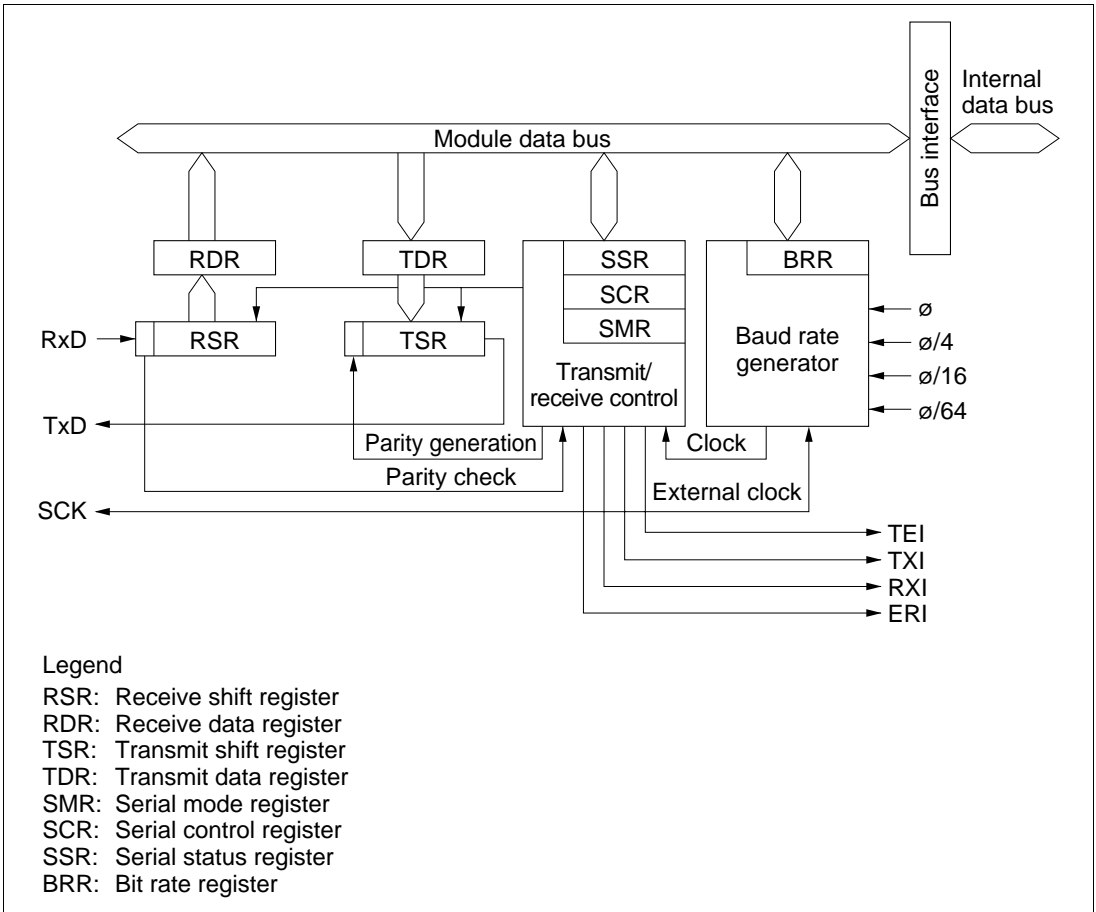 Internal
data bus
Bus interface
Module data bus
RDR
TDR
SSR
BRR
SCR
RxD
RSR
TSR
SMR
Baud rate
generator
ø
ø/4
ø/16
ø/64
Transmit/
receive control
TxD
Parity generation
Clock
Parity check
External clock
SCK
TEI
TXI
RXI
ERI
Legend
RSR: Receive shift register
RDR: Receive data register
TSR: Transmit shift register
TDR: Transmit data register
SMR: Serial mode register
SCR: Serial control register
SSR: Serial status register
BRR: Bit rate register